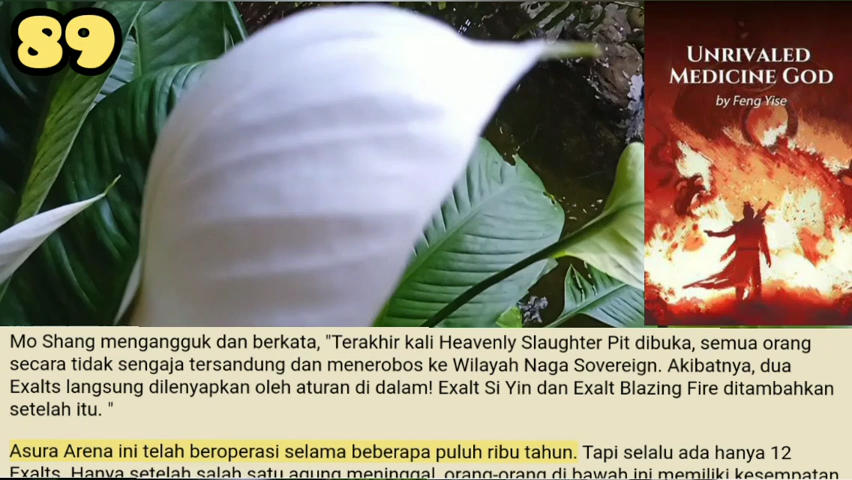 89
UNRIVALED
MEDICINE GOD
by Feng Yise
Mo Shang mengangguk dan berkata, "Terakhir kali Heavenly Slaughter Pit dibuka, semua orang
secara tidak sengaja tersandung dan menerobos ke Wilayah Naga Sovereign. Akibatnya, dua
Exalts langsung dilenyapkan oleh aturan di dalam! Exalt Si Yin dan Exalt Blazing Fire ditambahkan
setelah itu. "
Asura Arena ini telah beroperasi selama beberapa puluh ribu tahun. Tapi selalu ada hanya 12
Exalts. Hanya setelah salah satu agung meninggal, orang-orang di bawah ini memiliki kesempatan